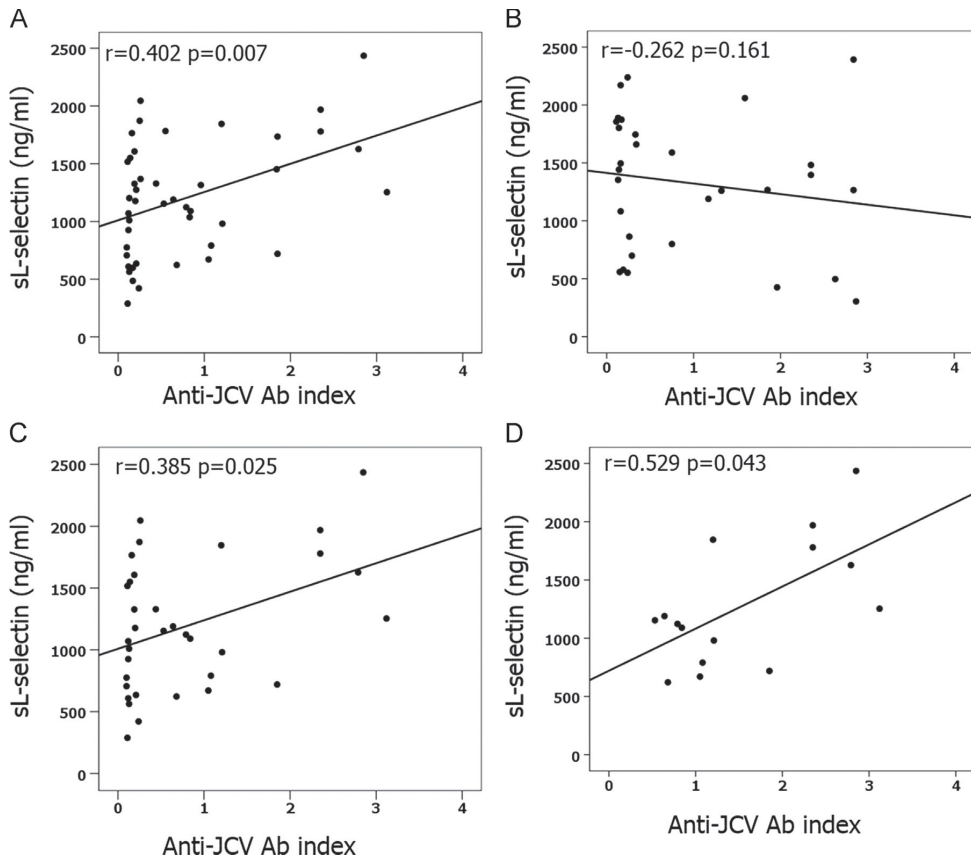 A
r=0.402 p=0.007
sL-selectin (ng/ml)
2500
2000
1500
1000
500
0
0 1 2 3 4
Anti-JCV Ab index
B
r=-0.262 p=0.161
sL-selectin (ng/ml)
2500
2000
1500
1000
500
0
0 1 2 3 4
Anti-JCV Ab index
C
r=0.385 p=0.025
sL-selectin (ng/ml)
2500
2000
1500
1000
500
0
0 1 2 3 4
Anti-JCV Ab index
D
r=0.529 p=0.043
sL-selectin (ng/ml)
2500
2000
1500
1000
500
0
0 1 2 3 4
Anti-JCV Ab index